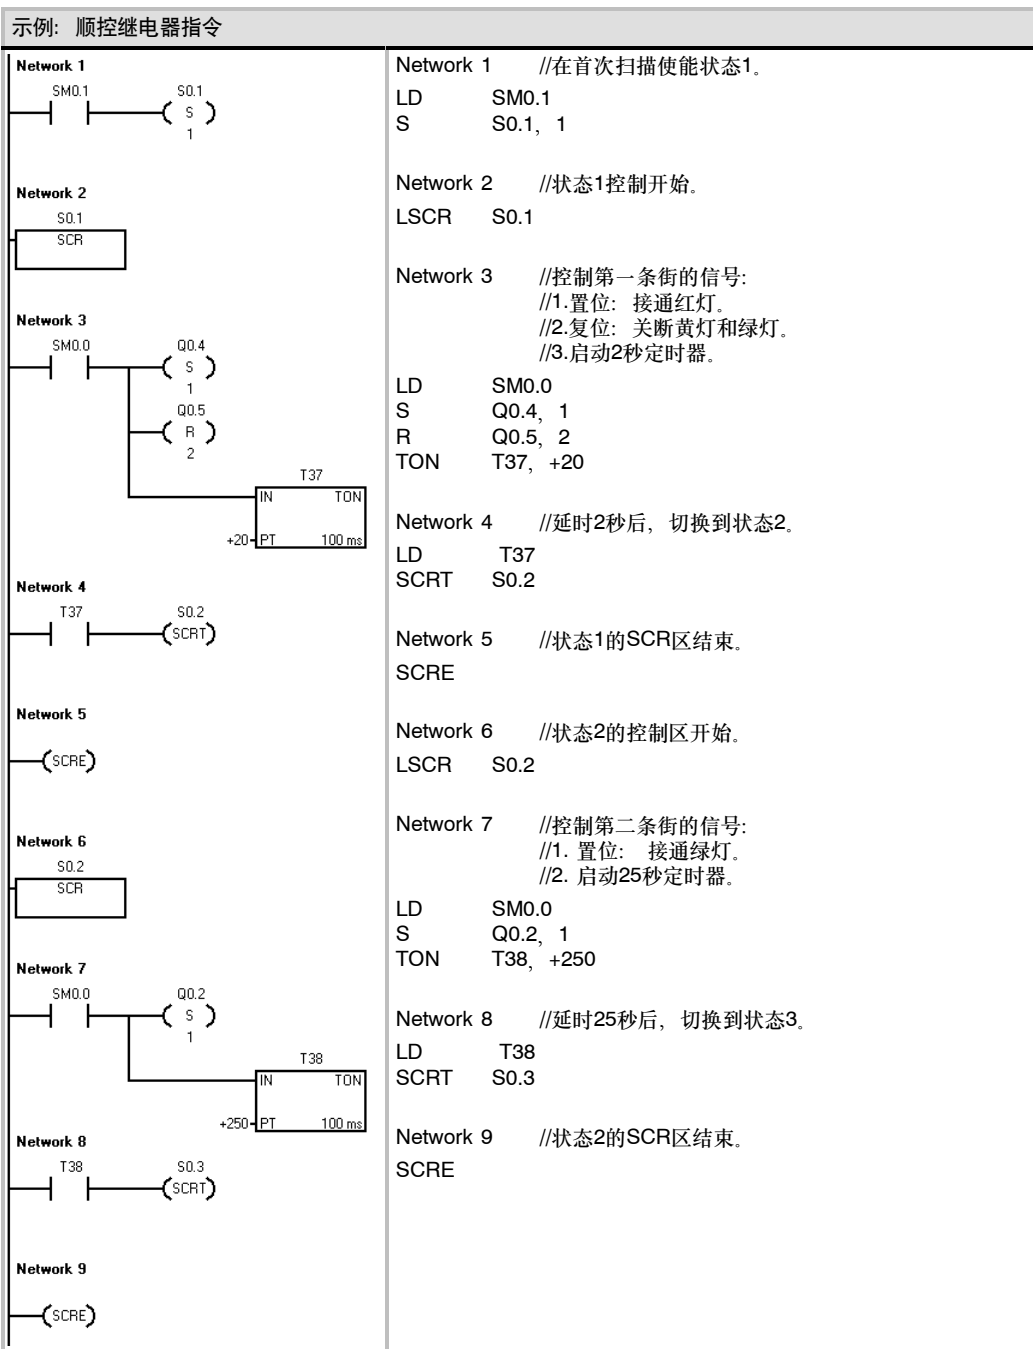 示例: 顺控继电器指令
Network 1
SM0.1 S0.1
S
1
Network 2
S0.1
SCR
Network 3
SM0.0 Q0.4
S
1
Q0.5
R
2
T37
IN TON
+20 PT 100 ms
Network 4
T37 S0.2
SCRT
Network 5
SCRE
Network 6
S0.2
SCR
Network 7
SM0.0 Q0.2
S
1
T38
IN TON
+250 PT 100 ms
Network 8
T38 S0.3
SCRT
Network 9
SCRE
Network 1 //在首次扫描使能状态1。
LD SM0.1
S S0.1, 1
Network 2 //状态1控制开始。
LSCR S0.1
Network 3 //控制第一条街的信号:
//1.置位: 接通红灯。
//2.复位: 关断黄灯和绿灯。
//3.启动2秒定时器。
LD SM0.0
S Q0.4, 1
R Q0.5, 2
TON T37, +20
Network 4 //延时2秒后, 切换到状态2。
LD T37
SCRT S0.2
Network 5 //状态1的SCR区结束。
SCRE
Network 6 //状态2的控制区开始。
LSCR S0.2
Network 7 //控制第二条街的信号:
//1. 置位: 接通绿灯。
//2. 启动25秒定时器。
LD SM0.0
S Q0.2, 1
TON T38, +250
Network 8 //延时25秒后, 切换到状态3。
LD T38
SCRT S0.3
Network 9 //状态2的SCR区结束。
SCRE